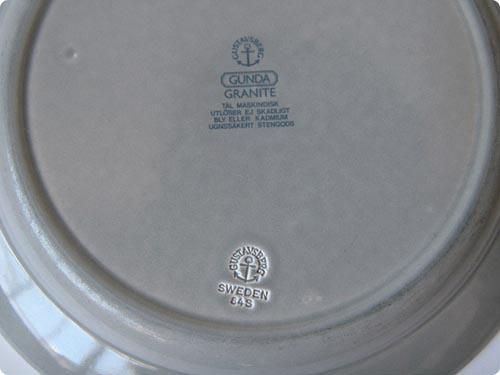 GUSTAVSBERG
GUNDA
GRANITE
TÅL MASKINDISK
UTLÖSER EJ SKADLIGT
BLY ELLER KADMIUM
UGNSSÄKERT STENGODS
GUSTAVSBERG
SWEDEN
84S